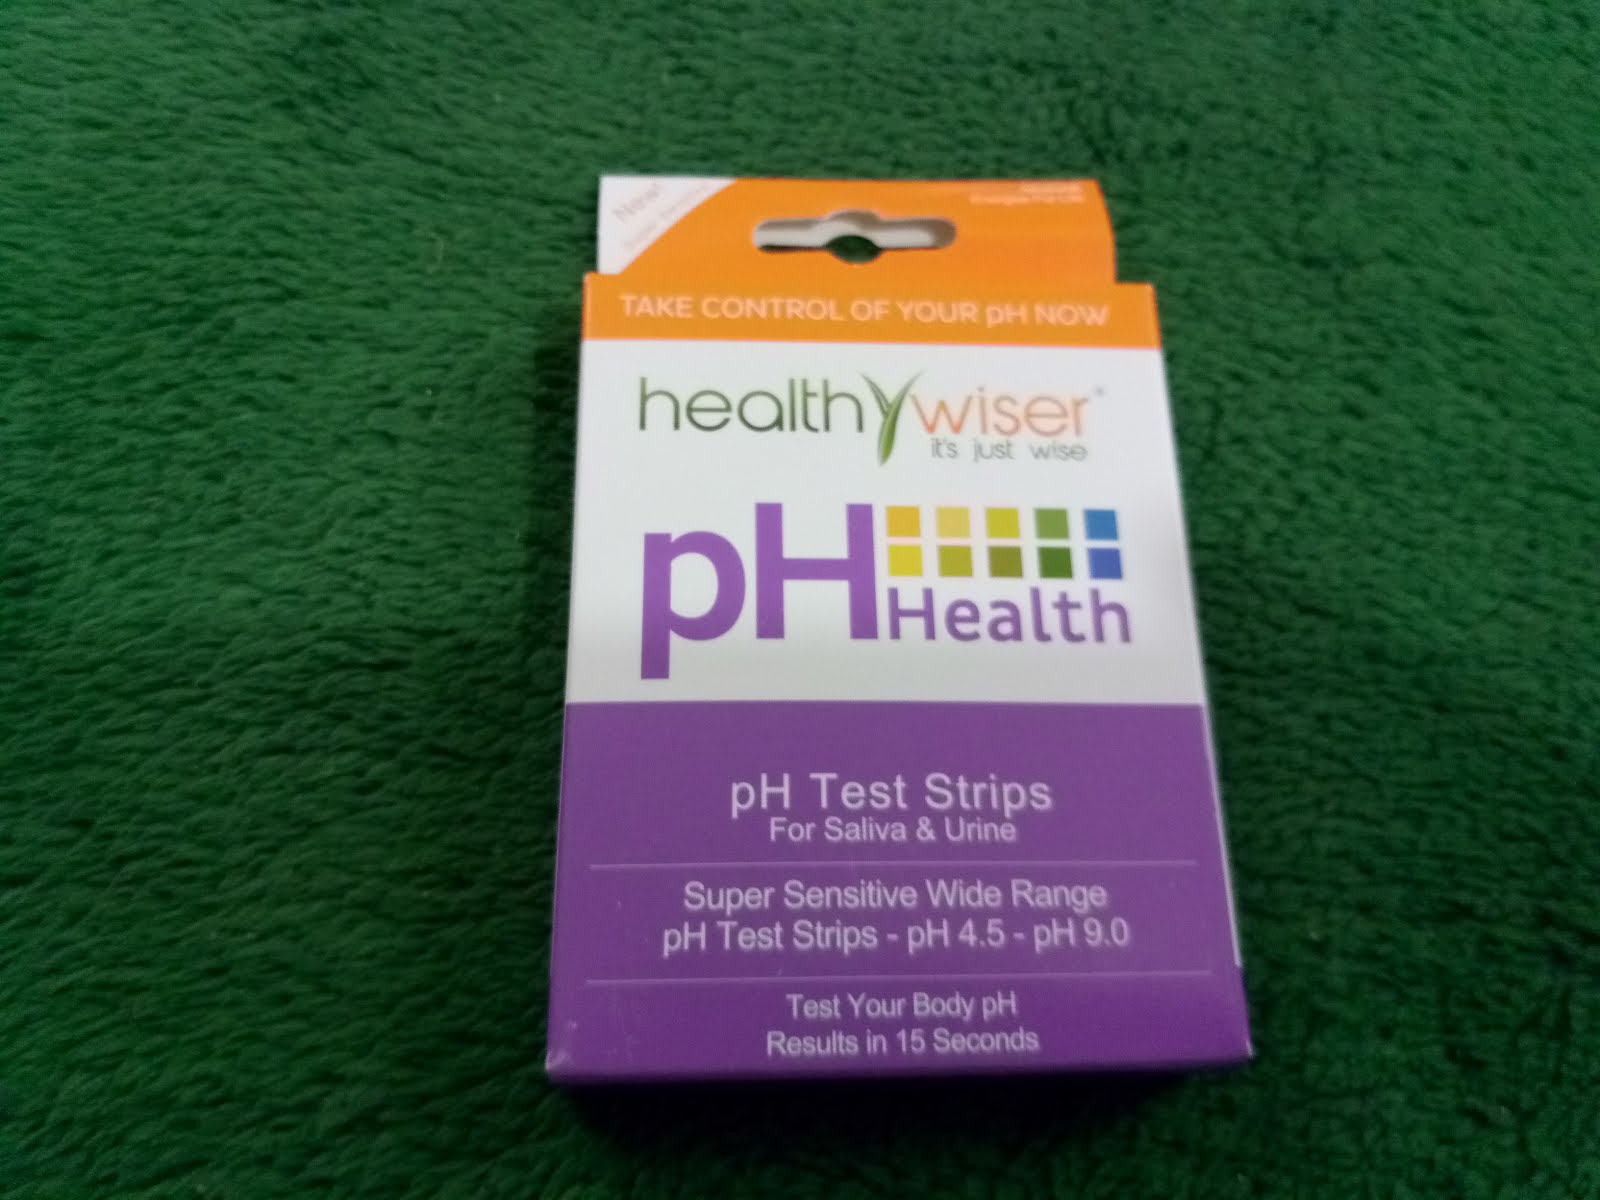 New!
TAKE CONTROL OF YOUR pH NOW
healthywiser
it's just wise
pH
Health
pH Test Strips
For Saliva & Urine
Super Sensitive Wide Range
pH Test Strips - pH 4.5 - pH 9.0
Test Your Body pH
Results in 15 Seconds